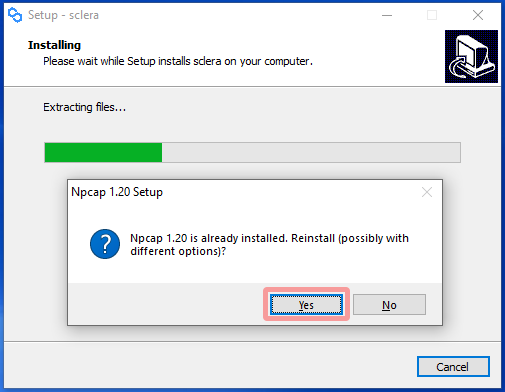 Setup - sclera
Installing
Please wait while Setup installs sclera on your computer.
Extracting files...
Npcap 1.20 Setup
Npcap 1.20 is already installed. Reinstall (possibly with
different options)?
Yes
No
Cancel